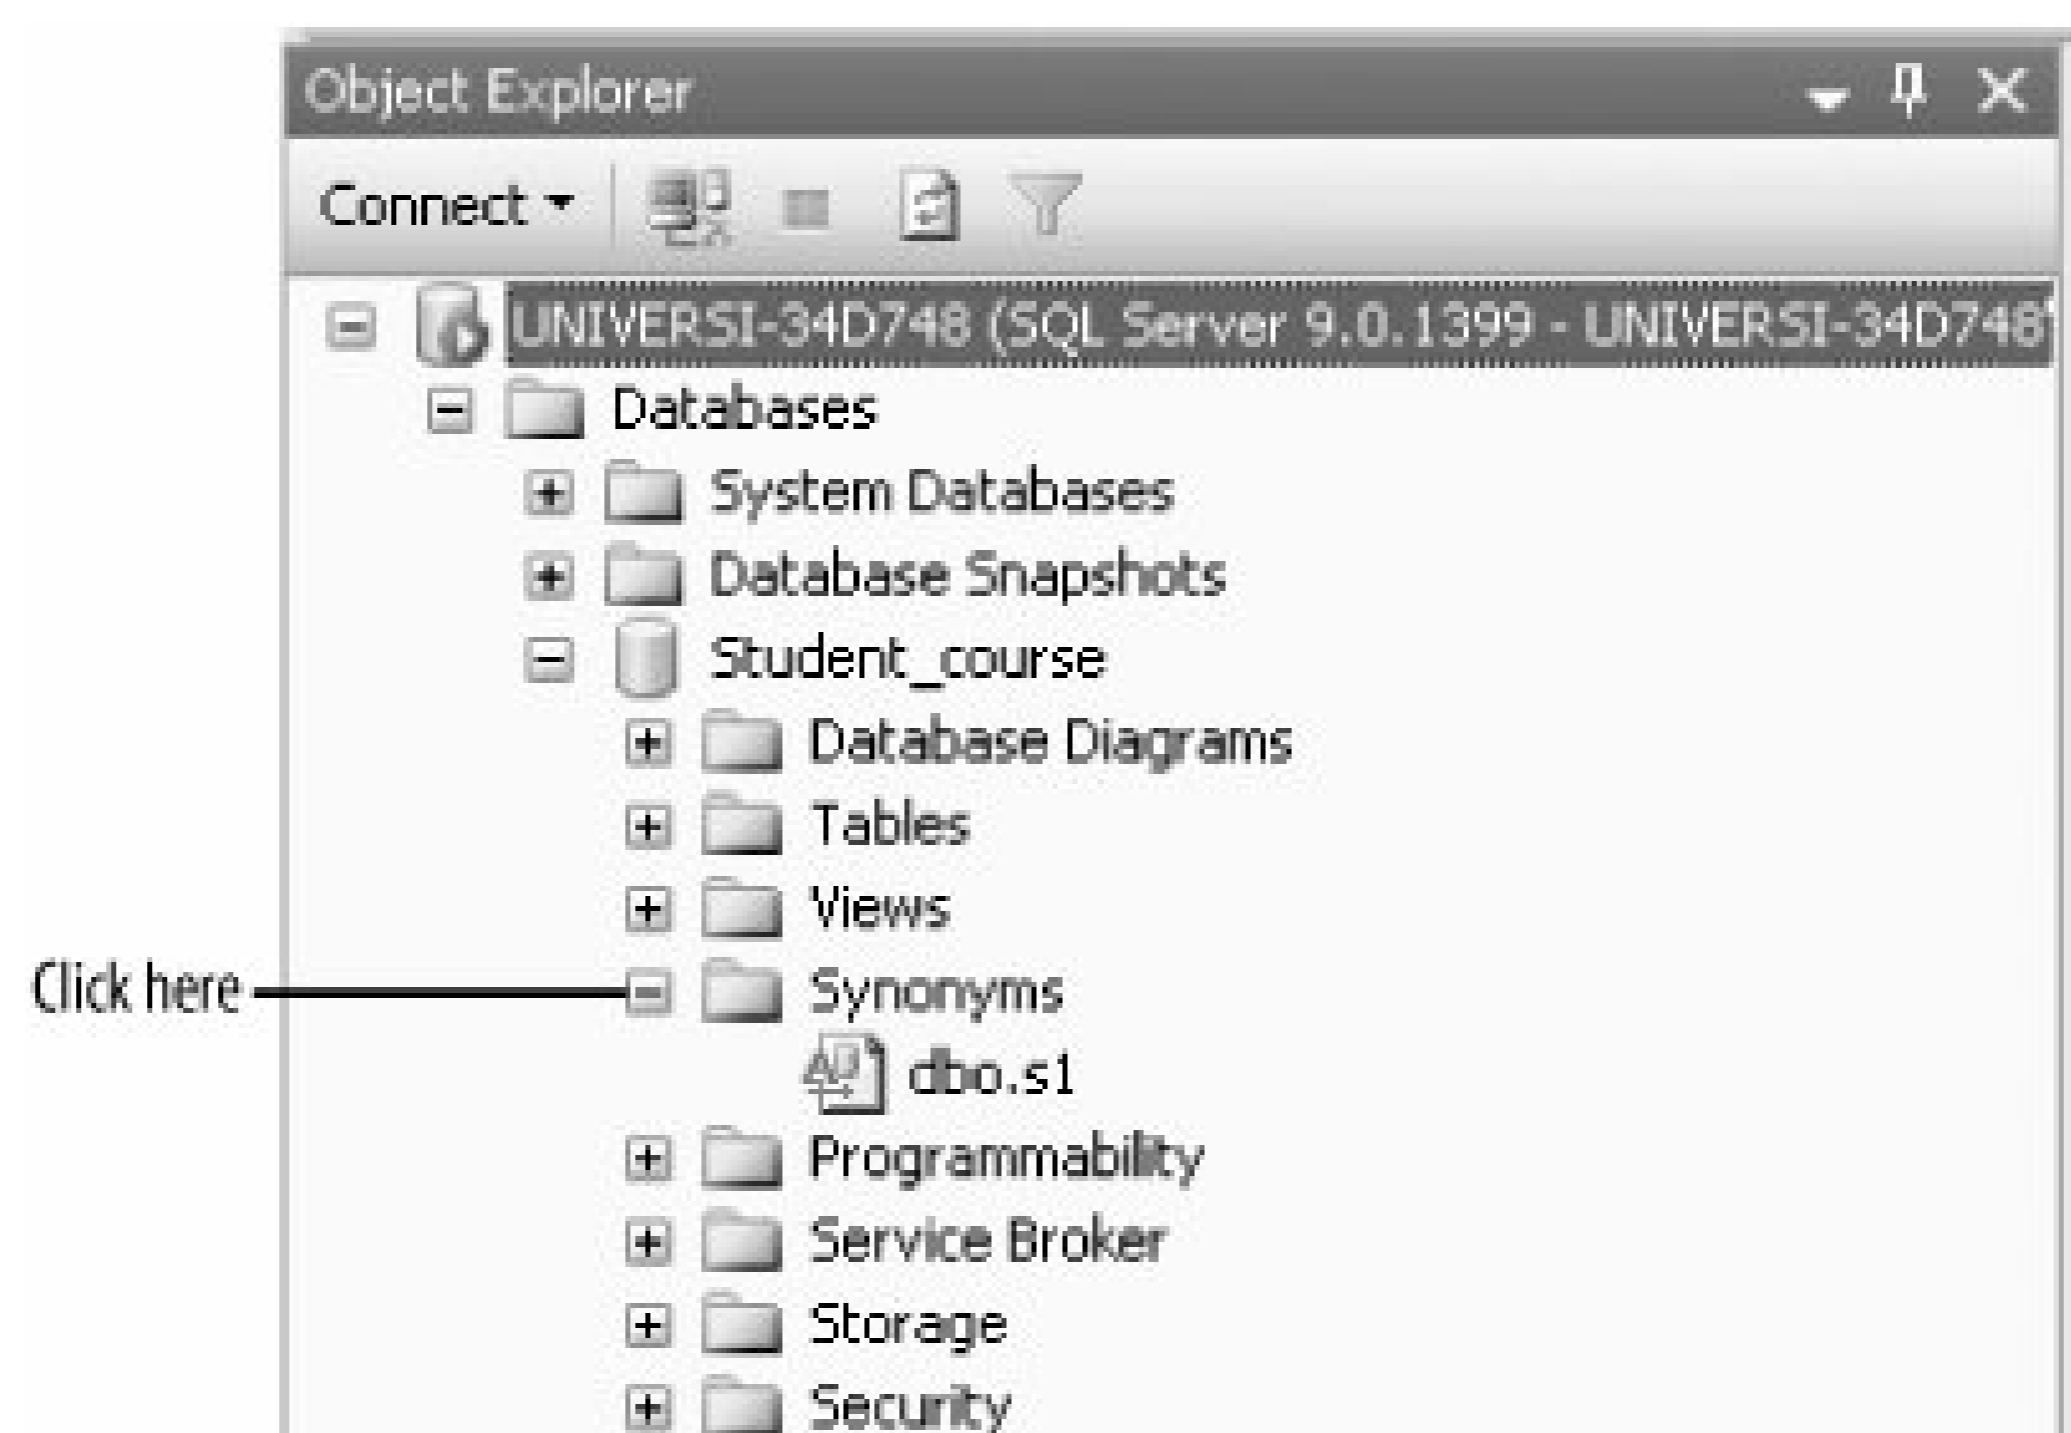 Object Explorer
Connect
UNIVERSI-34D748 (SQL Server 9.0.1399 - UNIVERSI-34D748\
Databases
System Databases
Database Snapshots
Student_course
Database Diagrams
Tables
Views
Click here
Synonyms
dbo.s1
Programmability
Service Broker
Storage
Security